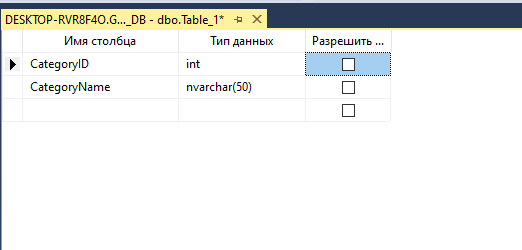 DESKTOP-RVR8F4O.G..._DB - dbo.Table_1*
Имя столбца Тип данных Разрешить ...
CategoryID int
CategoryName nvarchar(50)